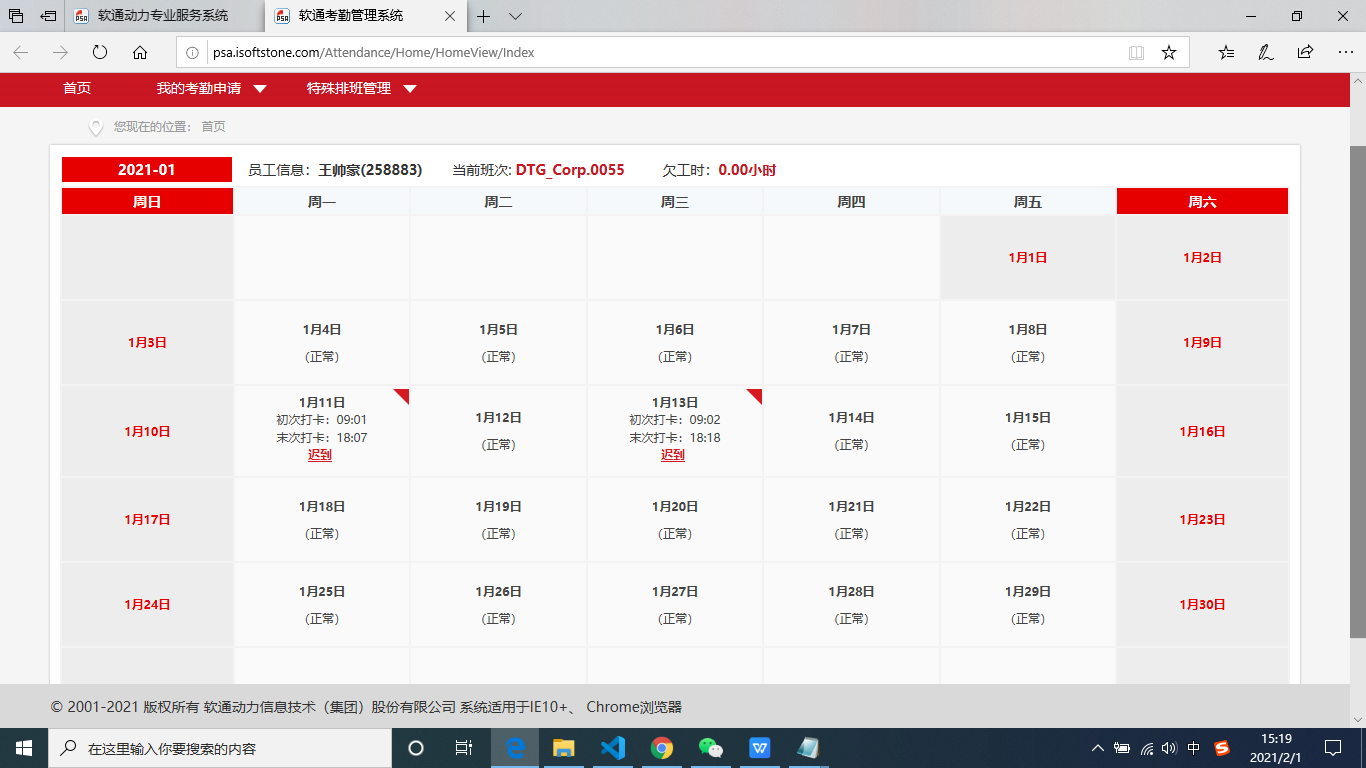 软通动力专业服务系统
软通考勤管理系统
psa.isoftstone.com/Attendance/Home/HomeView/Index
首页 我的考勤申请 特殊排班管理
您现在的位置： 首页
2021-01 员工信息：王帅豪(258883) 当前班次: DTG_Corp.0055 欠工时：0.00小时
周日 周一 周二 周三 周四 周五 周六
1月1日 1月2日
1月3日 1月4日 1月5日 1月6日 1月7日 1月8日 1月9日
(正常) (正常) (正常) (正常) (正常)
1月10日
1月11日
初次打卡：09:01
末次打卡：18:07
迟到
1月12日
(正常)
1月13日
初次打卡：09:02
末次打卡：18:18
迟到
1月14日
(正常)
1月15日
(正常)
1月16日
1月17日 1月18日 1月19日 1月20日 1月21日 1月22日 1月23日
(正常) (正常) (正常) (正常) (正常)
1月24日 1月25日 1月26日 1月27日 1月28日 1月29日 1月30日
(正常) (正常) (正常) (正常) (正常)
© 2001-2021 版权所有 软通动力信息技术（集团）股份有限公司 系统适用于IE10+、 Chrome浏览器
在这里输入你要搜索的内容
中
15:19
2021/2/1